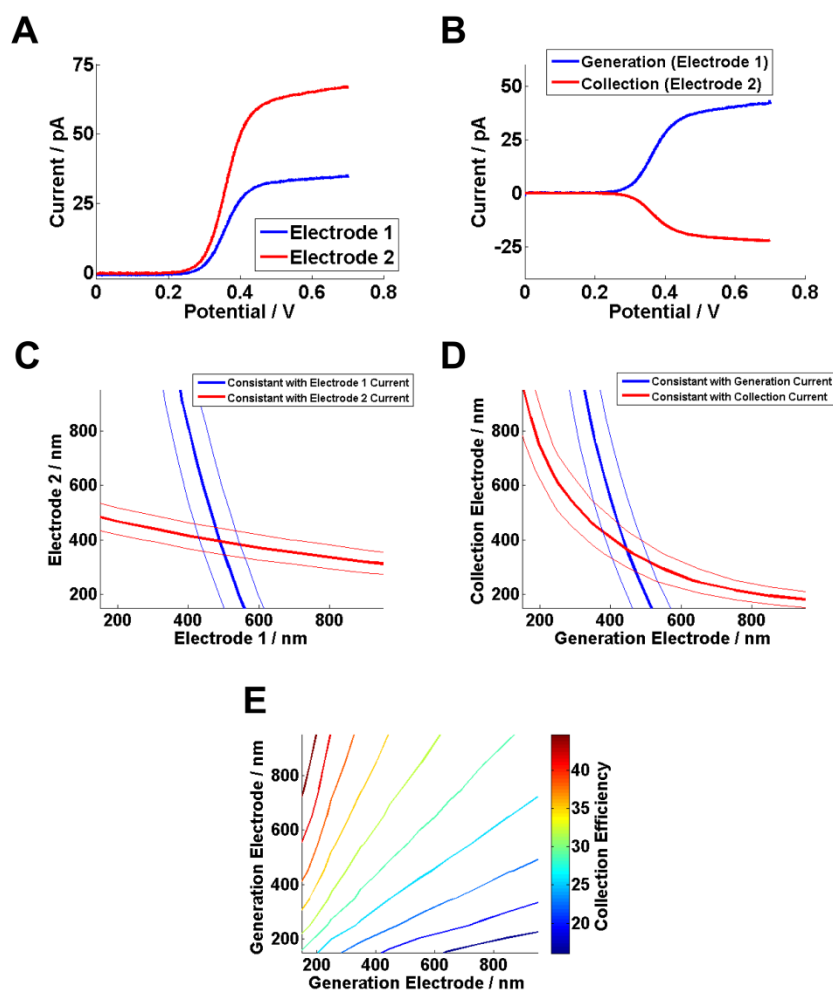 A
75
50
25
0
Current / pA
Electrode 1
Electrode 2
0 0.2 0.4 0.6 0.8
Potential / V
B
Generation (Electrode 1)
Collection (Electrode 2)
50
25
0
-25
Current / pA
0 0.2 0.4 0.6 0.8
Potential / V
C
Consistant with Electrode 1 Current
Consistant with Electrode 2 Current
800
600
400
200
Electrode 2 / nm
200 400 600 800
Electrode 1 / nm
D
Consistant with Generation Current
Consistant with Collection Current
800
600
400
200
Collection Electrode / nm
200 400 600 800
Generation Electrode / nm
E
800
600
400
200
Generation Electrode / nm
200 400 600 800
Generation Electrode / nm
40
35
30
25
20
Collection Efficiency